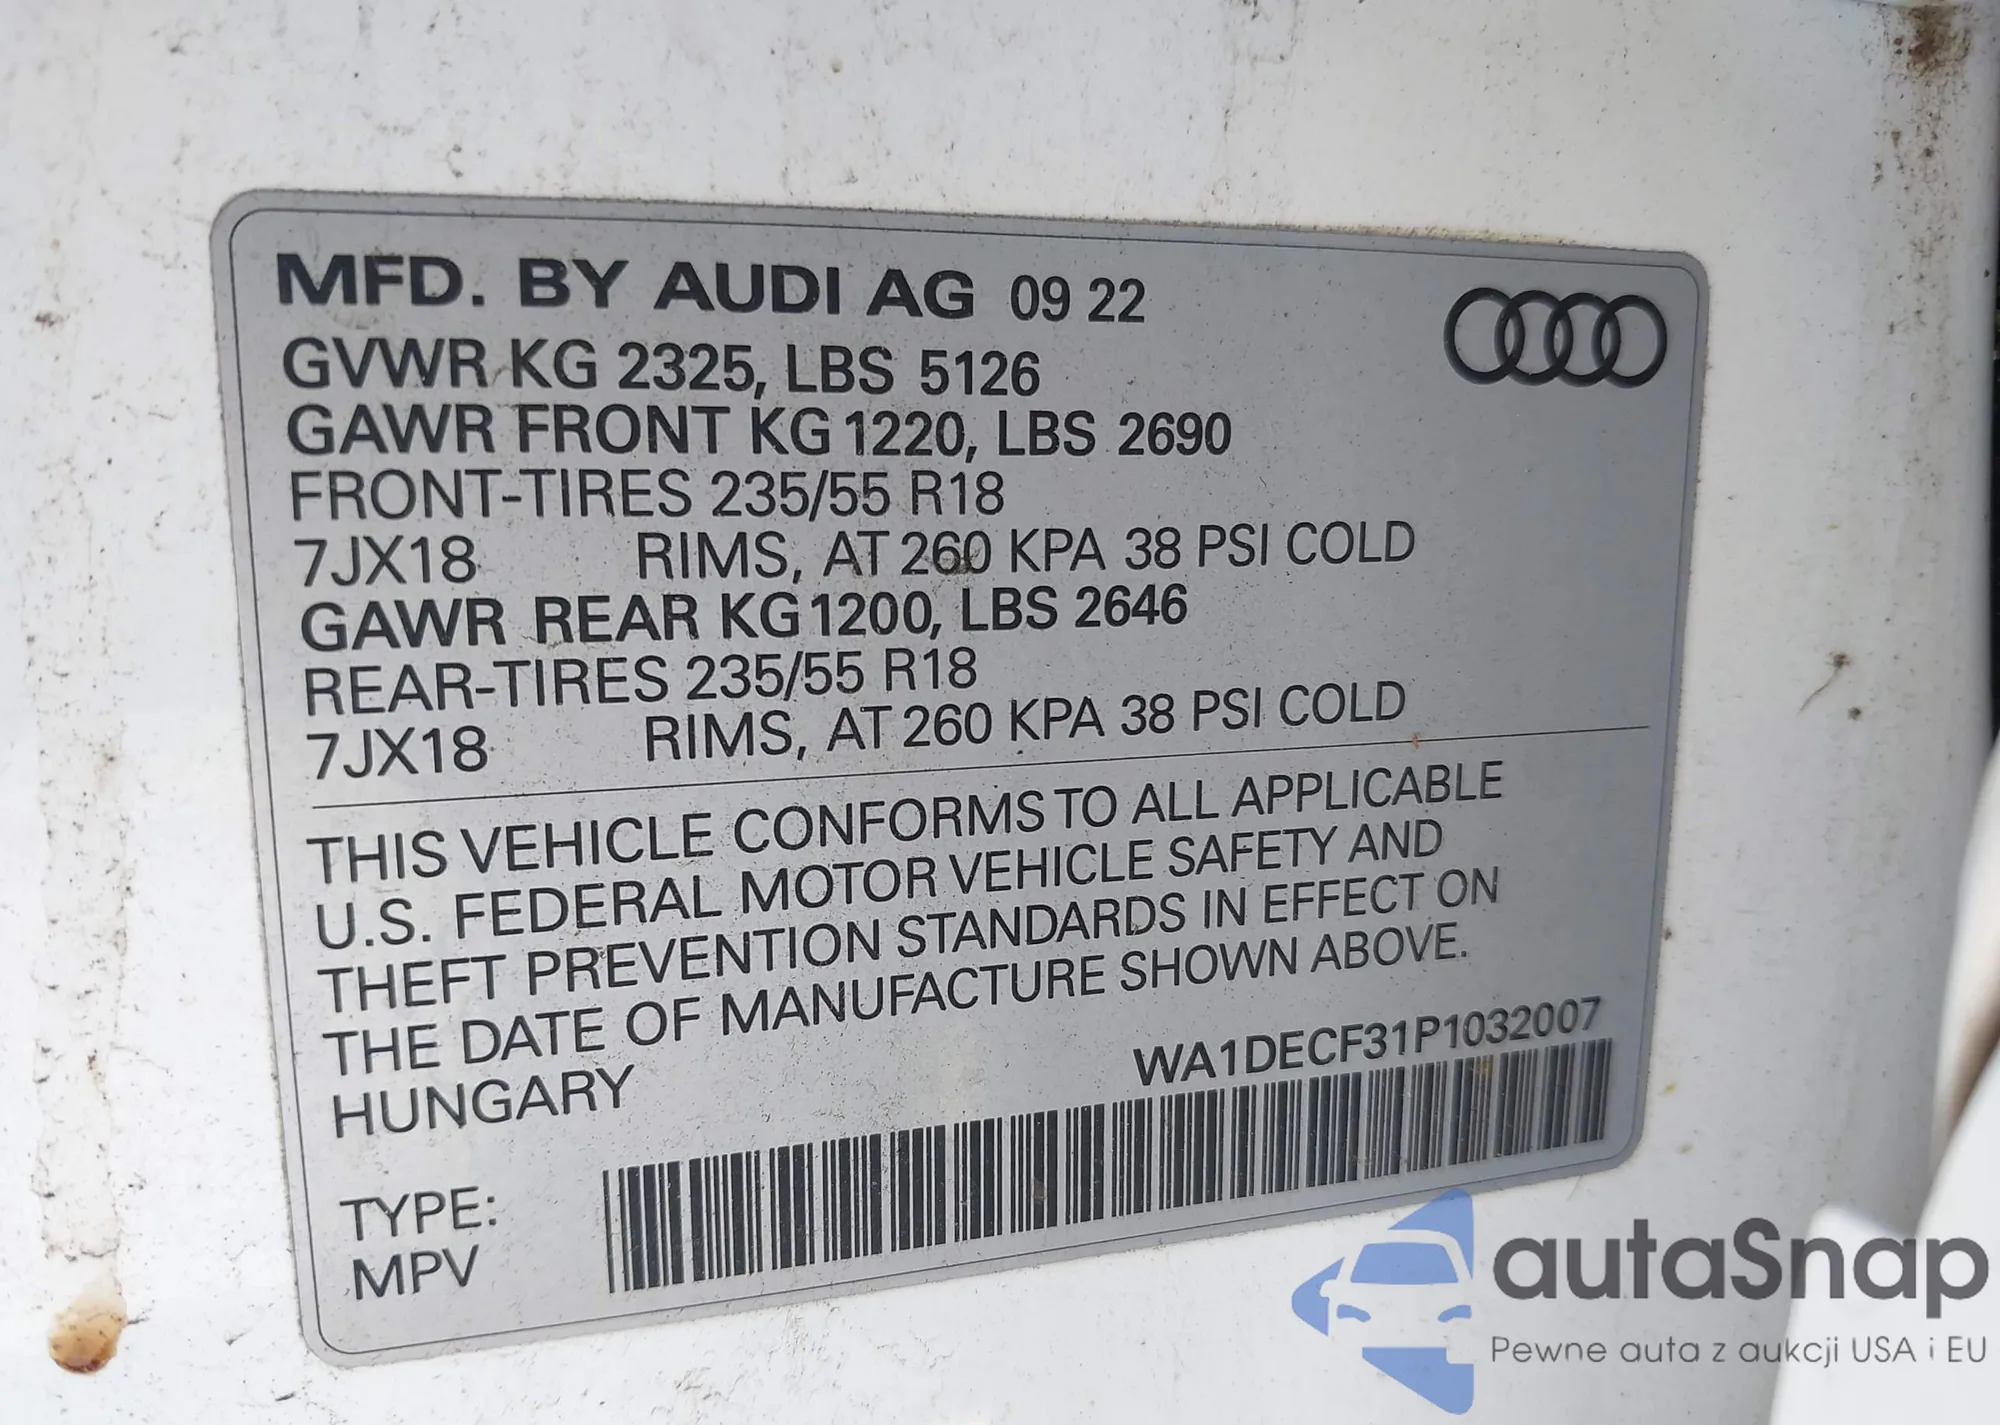 MFD. BY AUDI AG 09 22
GVWR KG 2325, LBS 5126
GAWR FRONT KG 1220, LBS 2690
FRONT-TIRES 235/55 R18
7JX18 RIMS, AT 260 KPA 38 PSI COLD
GAWR REAR KG 1200, LBS 2646
REAR-TIRES 235/55 R18
7JX18 RIMS, AT 260 KPA 38 PSI COLD
THIS VEHICLE CONFORMS TO ALL APPLICABLE
U.S. FEDERAL MOTOR VEHICLE SAFETY AND
THEFT PREVENTION STANDARDS IN EFFECT ON
THE DATE OF MANUFACTURE SHOWN ABOVE.
HUNGARY
WA1DECF31P1032007
TYPE:
MPV
autaSnap
Pewne auta z aukcji USA i EU